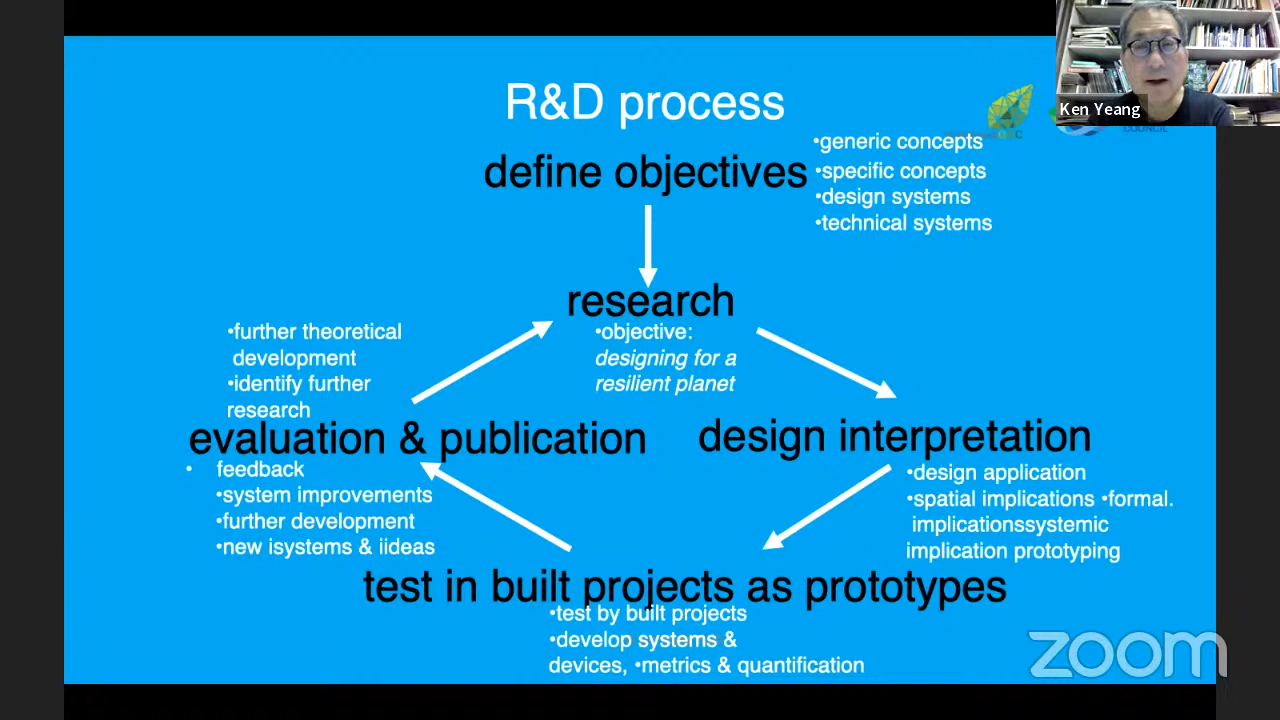 R&D process
Ken Yeang
COUNCIL
•generic concepts
define objectives
•specific concepts
•design systems
•technical systems
research
•objective:
designing for a
resilient planet
•further theoretical
development
•identify further
research
evaluation & publication
• feedback
•system improvements
•further development
•new isystems & iideas
design interpretation
•design application
•spatial implications •formal.
implicationssystemic
implication prototyping
test in built projects as prototypes
•test by built projects
•develop systems &
devices, •metrics & quantification
zoom